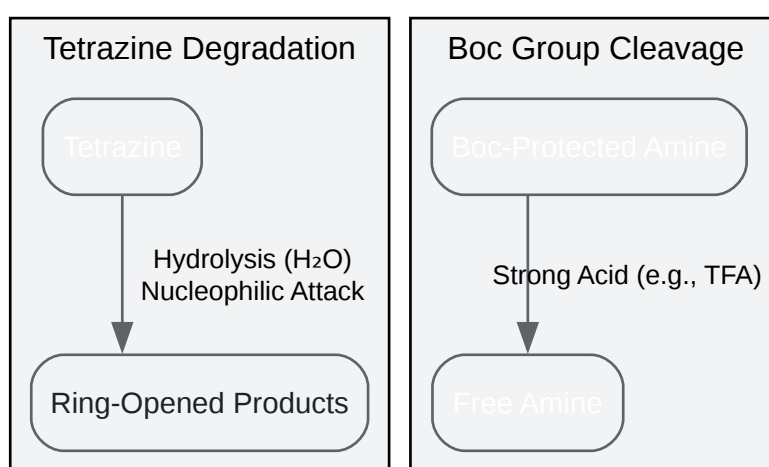 Tetrazine Degradation
Tetrazine
Hydrolysis (H₂O)
Nucleophilic Attack
Ring-Opened Products
Boc Group Cleavage
Boc-Protected Amine
Strong Acid (e.g., TFA)
Free Amine